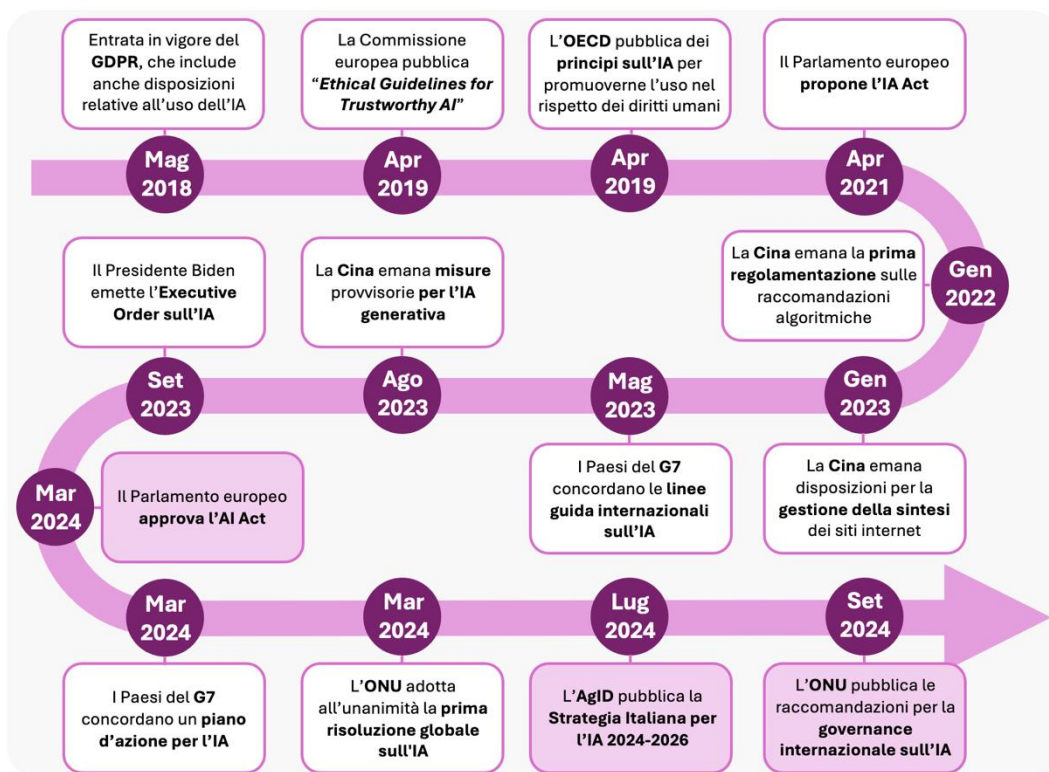 Entrata in vigore del
GDPR, che include
anche disposizioni
relative all'uso dell'IA
Mag
2018
La Commissione
europea pubblica
“Ethical Guidelines for
Trustworthy AI”
Apr
2019
L'OECD pubblica dei
principi sull'IA per
promuoverne l'uso nel
rispetto dei diritti umani
Apr
2019
Il Parlamento europeo
propone l'IA Act
Apr
2021
La Cina emana la prima
regolamentazione sulle
raccomandazioni
algoritmiche
Gen
2022
La Cina emana
disposizioni per la
gestione della sintesi
dei siti internet
Gen
2023
I Paesi del G7
concordano le linee
guida internazionali
sull'IA
Mag
2023
La Cina emana misure
provvisorie per l'IA
generativa
Ago
2023
Il Presidente Biden
emette l'Executive
Order sull'IA
Set
2023
Mar
2024
Il Parlamento europeo
approva l'AI Act
Mar
2024
I Paesi del G7
concordano un piano
d'azione per l'IA
Mar
2024
L'ONU adotta
all'unanimità la prima
risoluzione globale
sull'IA
Lug
2024
L'AgID pubblica la
Strategia Italiana per
l'IA 2024-2026
Set
2024
L'ONU pubblica le
raccomandazioni per la
governance
internazionale sull'IA